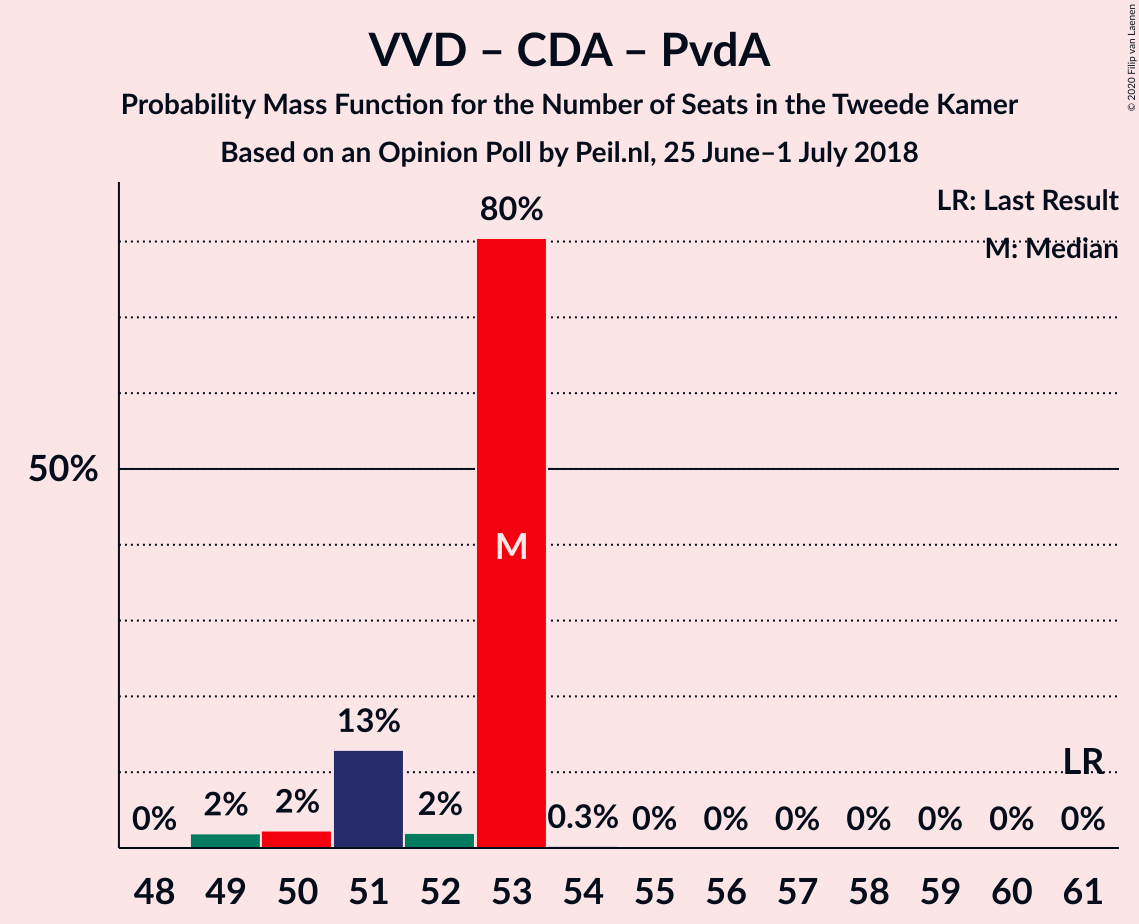 VVD – CDA – PvdA
Probability Mass Function for the Number of Seats in the Tweede Kamer
Based on an Opinion Poll by Peil.nl, 25 June–1 July 2018
© 2020 Filip van Laenen
LR: Last Result
M: Median
80%
50%
M
13%
LR
0% 2% 2% 2% 0.3% 0% 0% 0% 0% 0% 0% 0%
48 49 50 51 52 53 54 55 56 57 58 59 60 61